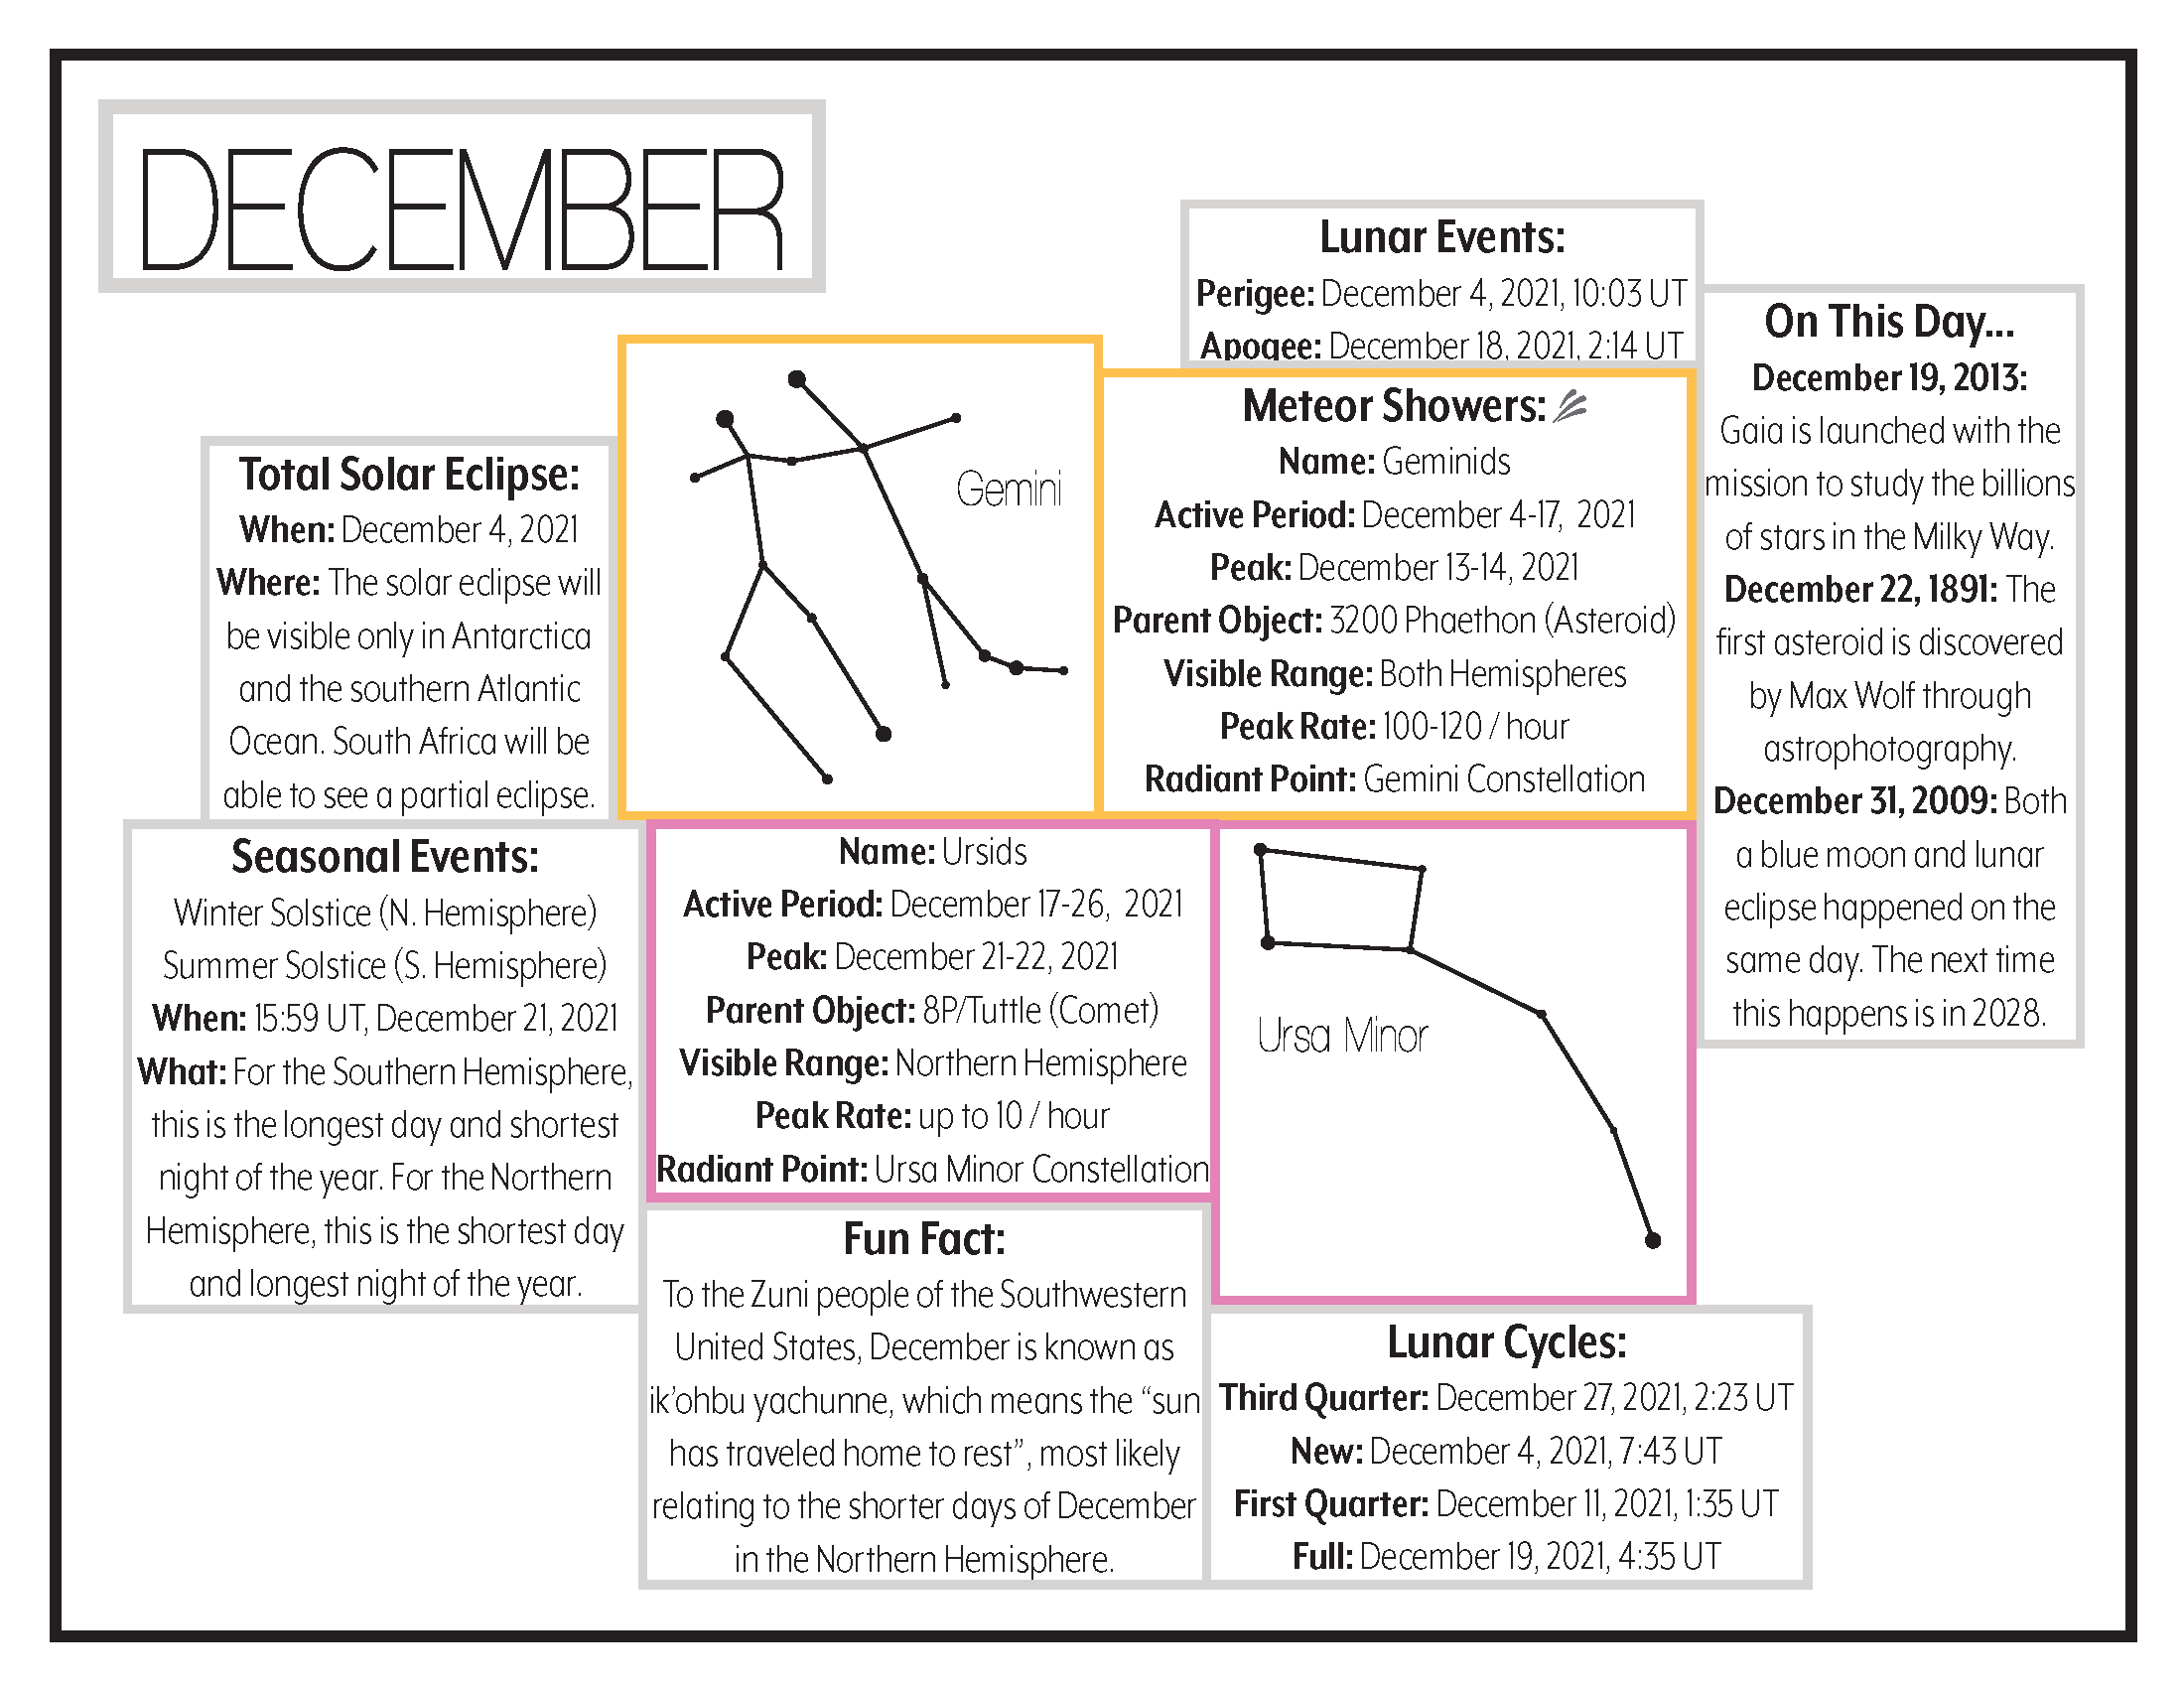 DECEMBER
Lunar Events:
Perigee: December 4, 2021, 10:03 UT
Apogee: December 18, 2021, 2:14 UT
On This Day...
December 19, 2013:
Gaia is launched with the
mission to study the billions
of stars in the Milky Way.
December 22, 1891: The
first asteroid is discovered
by Max Wolf through
astrophotography.
December 31, 2009: Both
a blue moon and lunar
eclipse happened on the
same day. The next time
this happens is in 2028.
Gemini
Meteor Showers:
Name: Geminids
Active Period: December 4-17, 2021
Peak: December 13-14, 2021
Parent Object: 3200 Phaethon (Asteroid)
Visible Range: Both Hemispheres
Peak Rate: 100-120 / hour
Radiant Point: Gemini Constellation
Total Solar Eclipse:
When: December 4, 2021
Where: The solar eclipse will
be visible only in Antarctica
and the southern Atlantic
Ocean. South Africa will be
able to see a partial eclipse.
Seasonal Events:
Winter Solstice (N. Hemisphere)
Summer Solstice (S. Hemisphere)
When: 15:59 UT, December 21, 2021
What: For the Southern Hemisphere,
this is the longest day and shortest
night of the year. For the Northern
Hemisphere, this is the shortest day
and longest night of the year.
Name: Ursids
Active Period: December 17-26, 2021
Peak: December 21-22, 2021
Parent Object: 8P/Tuttle (Comet)
Visible Range: Northern Hemisphere
Peak Rate: up to 10 / hour
Radiant Point: Ursa Minor Constellation
Ursa Minor
Fun Fact:
To the Zuni people of the Southwestern
United States, December is known as
ik’ohbu yachunne, which means the “sun
has traveled home to rest”, most likely
relating to the shorter days of December
in the Northern Hemisphere.
Lunar Cycles:
Third Quarter: December 27, 2021, 2:23 UT
New: December 4, 2021, 7:43 UT
First Quarter: December 11, 2021, 1:35 UT
Full: December 19, 2021, 4:35 UT